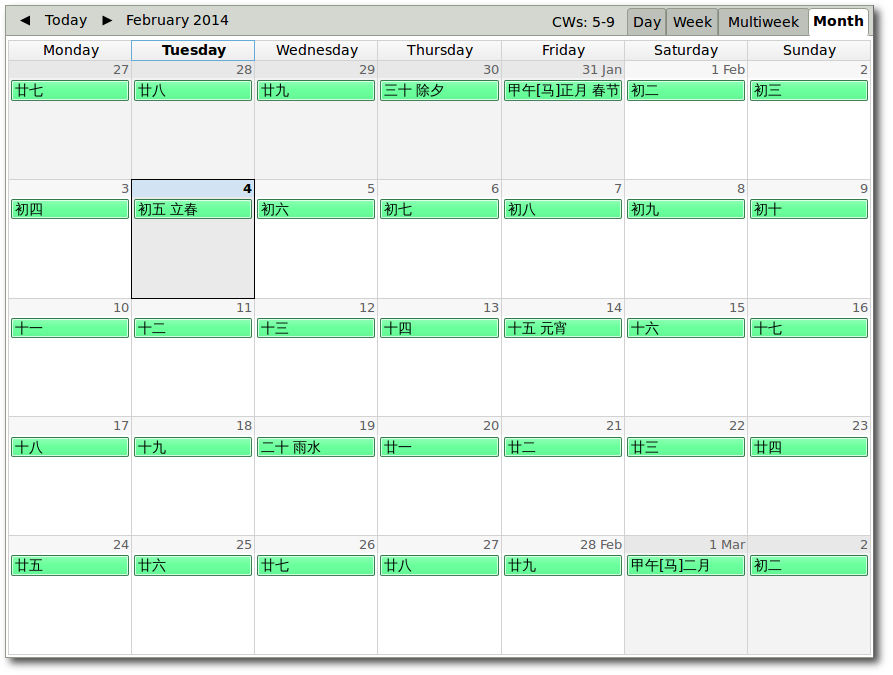 ◀ Today ▶ February 2014 CWs: 5-9 Day Week Multiweek Month
Monday Tuesday Wednesday Thursday Friday Saturday Sunday
27 28 29 30 31 Jan 1 Feb 2
廿七 廿八 廿九 三十 除夕 甲午[马]正月 春节 初二 初三
3 4 5 6 7 8 9
初四 初五 立春 初六 初七 初八 初九 初十
10 11 12 13 14 15 16
十一 十二 十三 十四 十五 元宵 十六 十七
17 18 19 20 21 22 23
十八 十九 二十 雨水 廿一 廿二 廿三 廿四
24 25 26 27 28 Feb 1 Mar 2
廿五 廿六 廿七 廿八 廿九 甲午[马]二月 初二